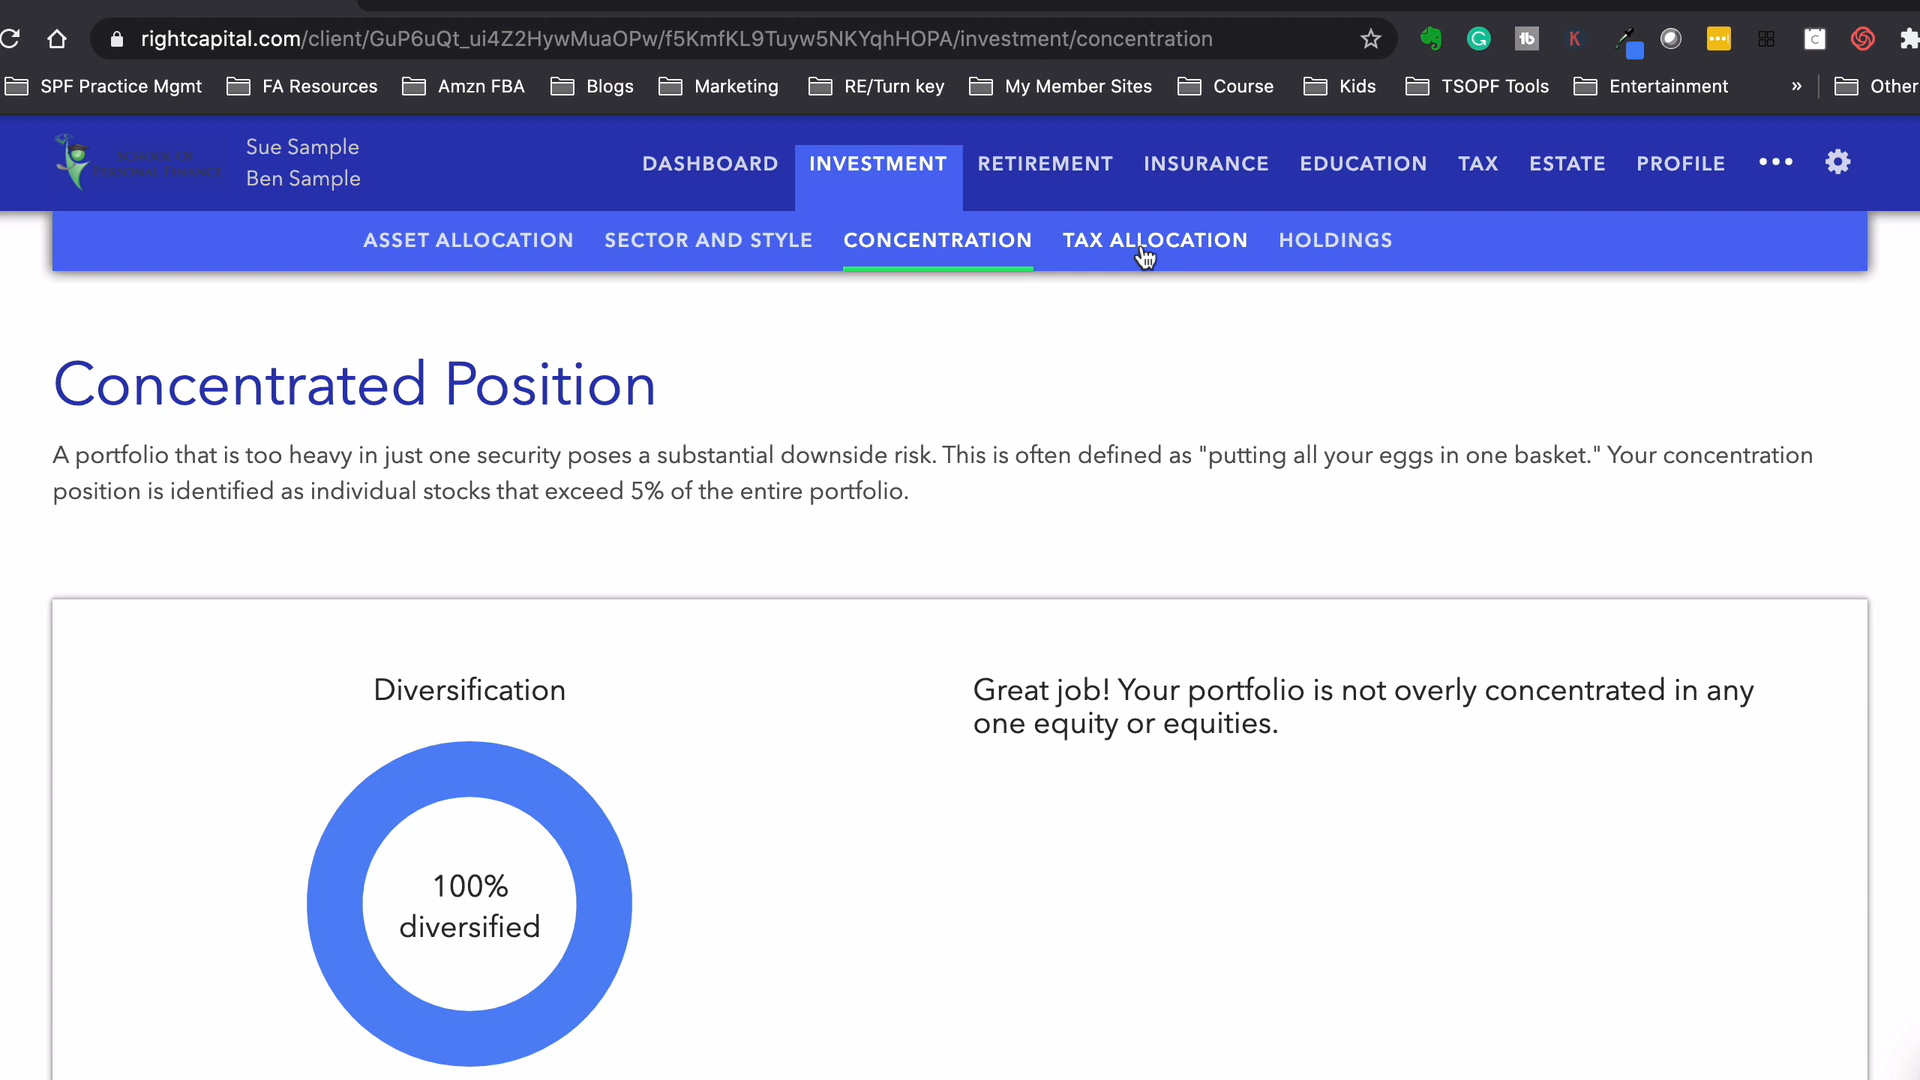 rightcapital.com/client/GuP6uQt_ui4Z2HywMuaOPw/f5KmfKL9Tuyw5NKYqhHOPA/investment/concentration
SPF Practice Mgmt FA Resources Amzn FBA Blogs Marketing RE/Turn key My Member Sites Course Kids TSOPF Tools Entertainment » Other
Sue Sample
Ben Sample
DASHBOARD INVESTMENT RETIREMENT INSURANCE EDUCATION TAX ESTATE PROFILE •••
ASSET ALLOCATION SECTOR AND STYLE CONCENTRATION TAX ALLOCATION HOLDINGS
Concentrated Position
A portfolio that is too heavy in just one security poses a substantial downside risk. This is often defined as "putting all your eggs in one basket." Your concentration
position is identified as individual stocks that exceed 5% of the entire portfolio.
Diversification
100%
diversified
Great job! Your portfolio is not overly concentrated in any
one equity or equities.